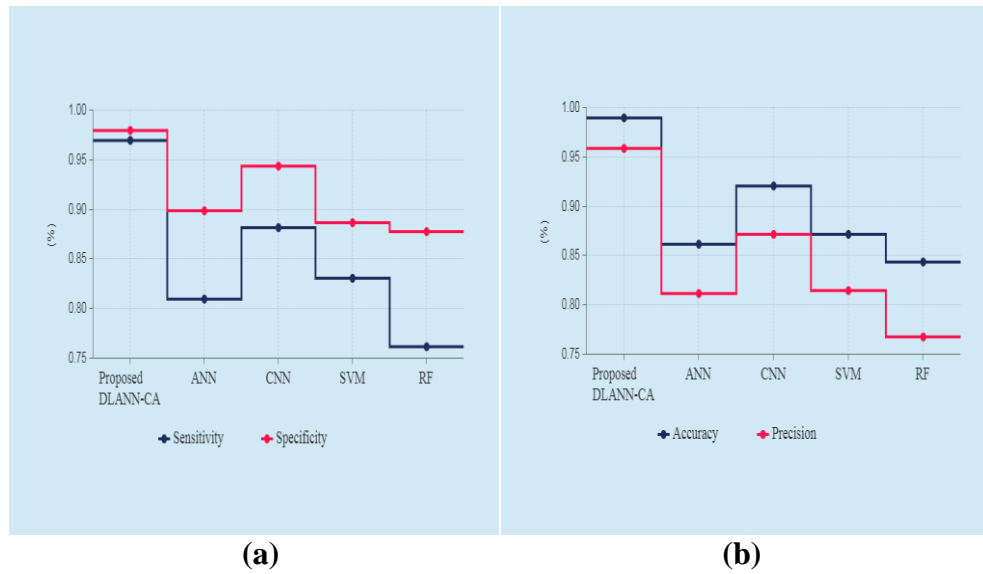 1.00
0.95
0.90
0.85
0.80
0.75
(%)
Proposed
DLANN-CA
ANN
CNN
SVM
RF
Sensitivity
Specificity
(a)
1.00
0.95
0.90
0.85
0.80
0.75
(%)
Proposed
DLANN-CA
ANN
CNN
SVM
RF
Accuracy
Precision
(b)